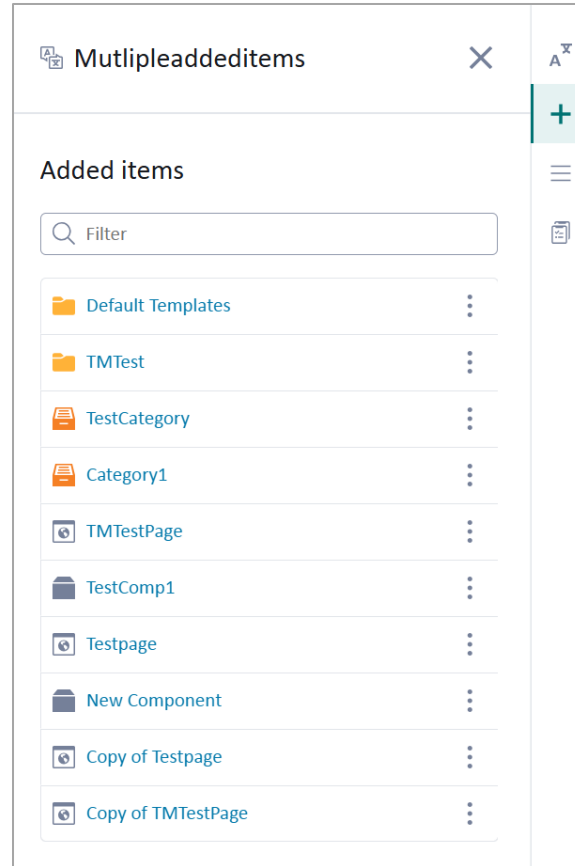 Mutlipleaddeditems
Added items
Filter
Default Templates
TMTest
TestCategory
Category1
TMTestPage
TestComp1
Testpage
New Component
Copy of Testpage
Copy of TMTestPage